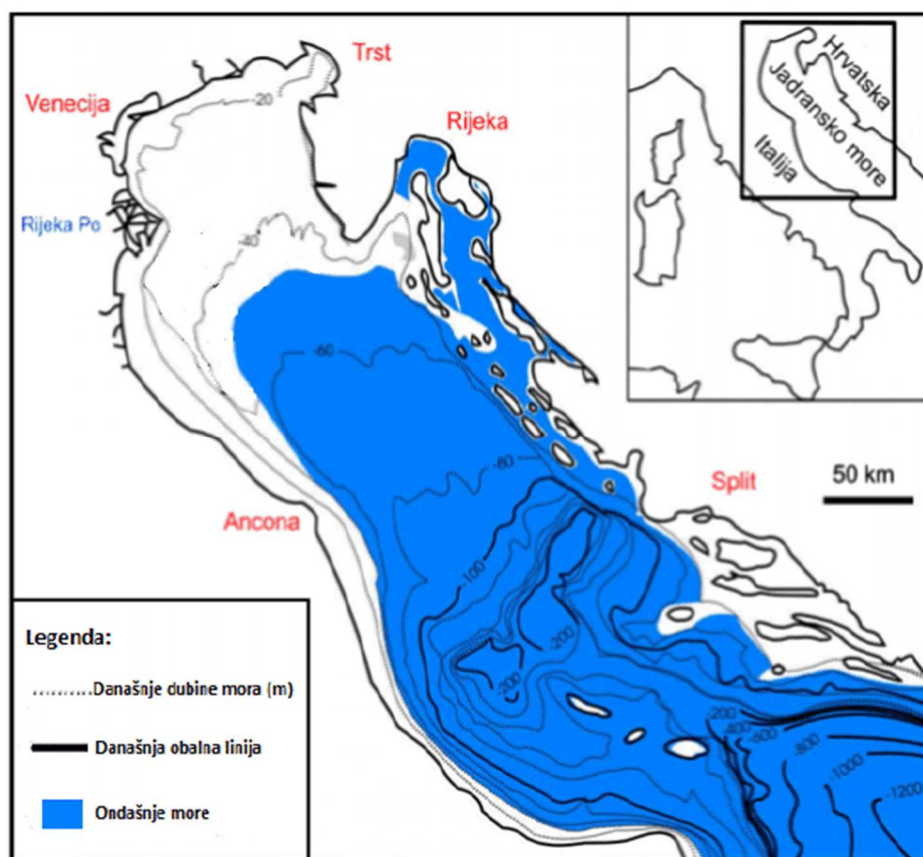 Trst
Venecija
-20
Rijeka
Rijeka Po
-40
-60
-80
Ancona
Split
50 km
-100
-200
-200
-200
-400
-600
-800
-1000
-1200
Hrvatska
Jadransko more
Italija
Legenda:
Današnje dubine mora (m)
Današnja obalna linija
Ondašnje more